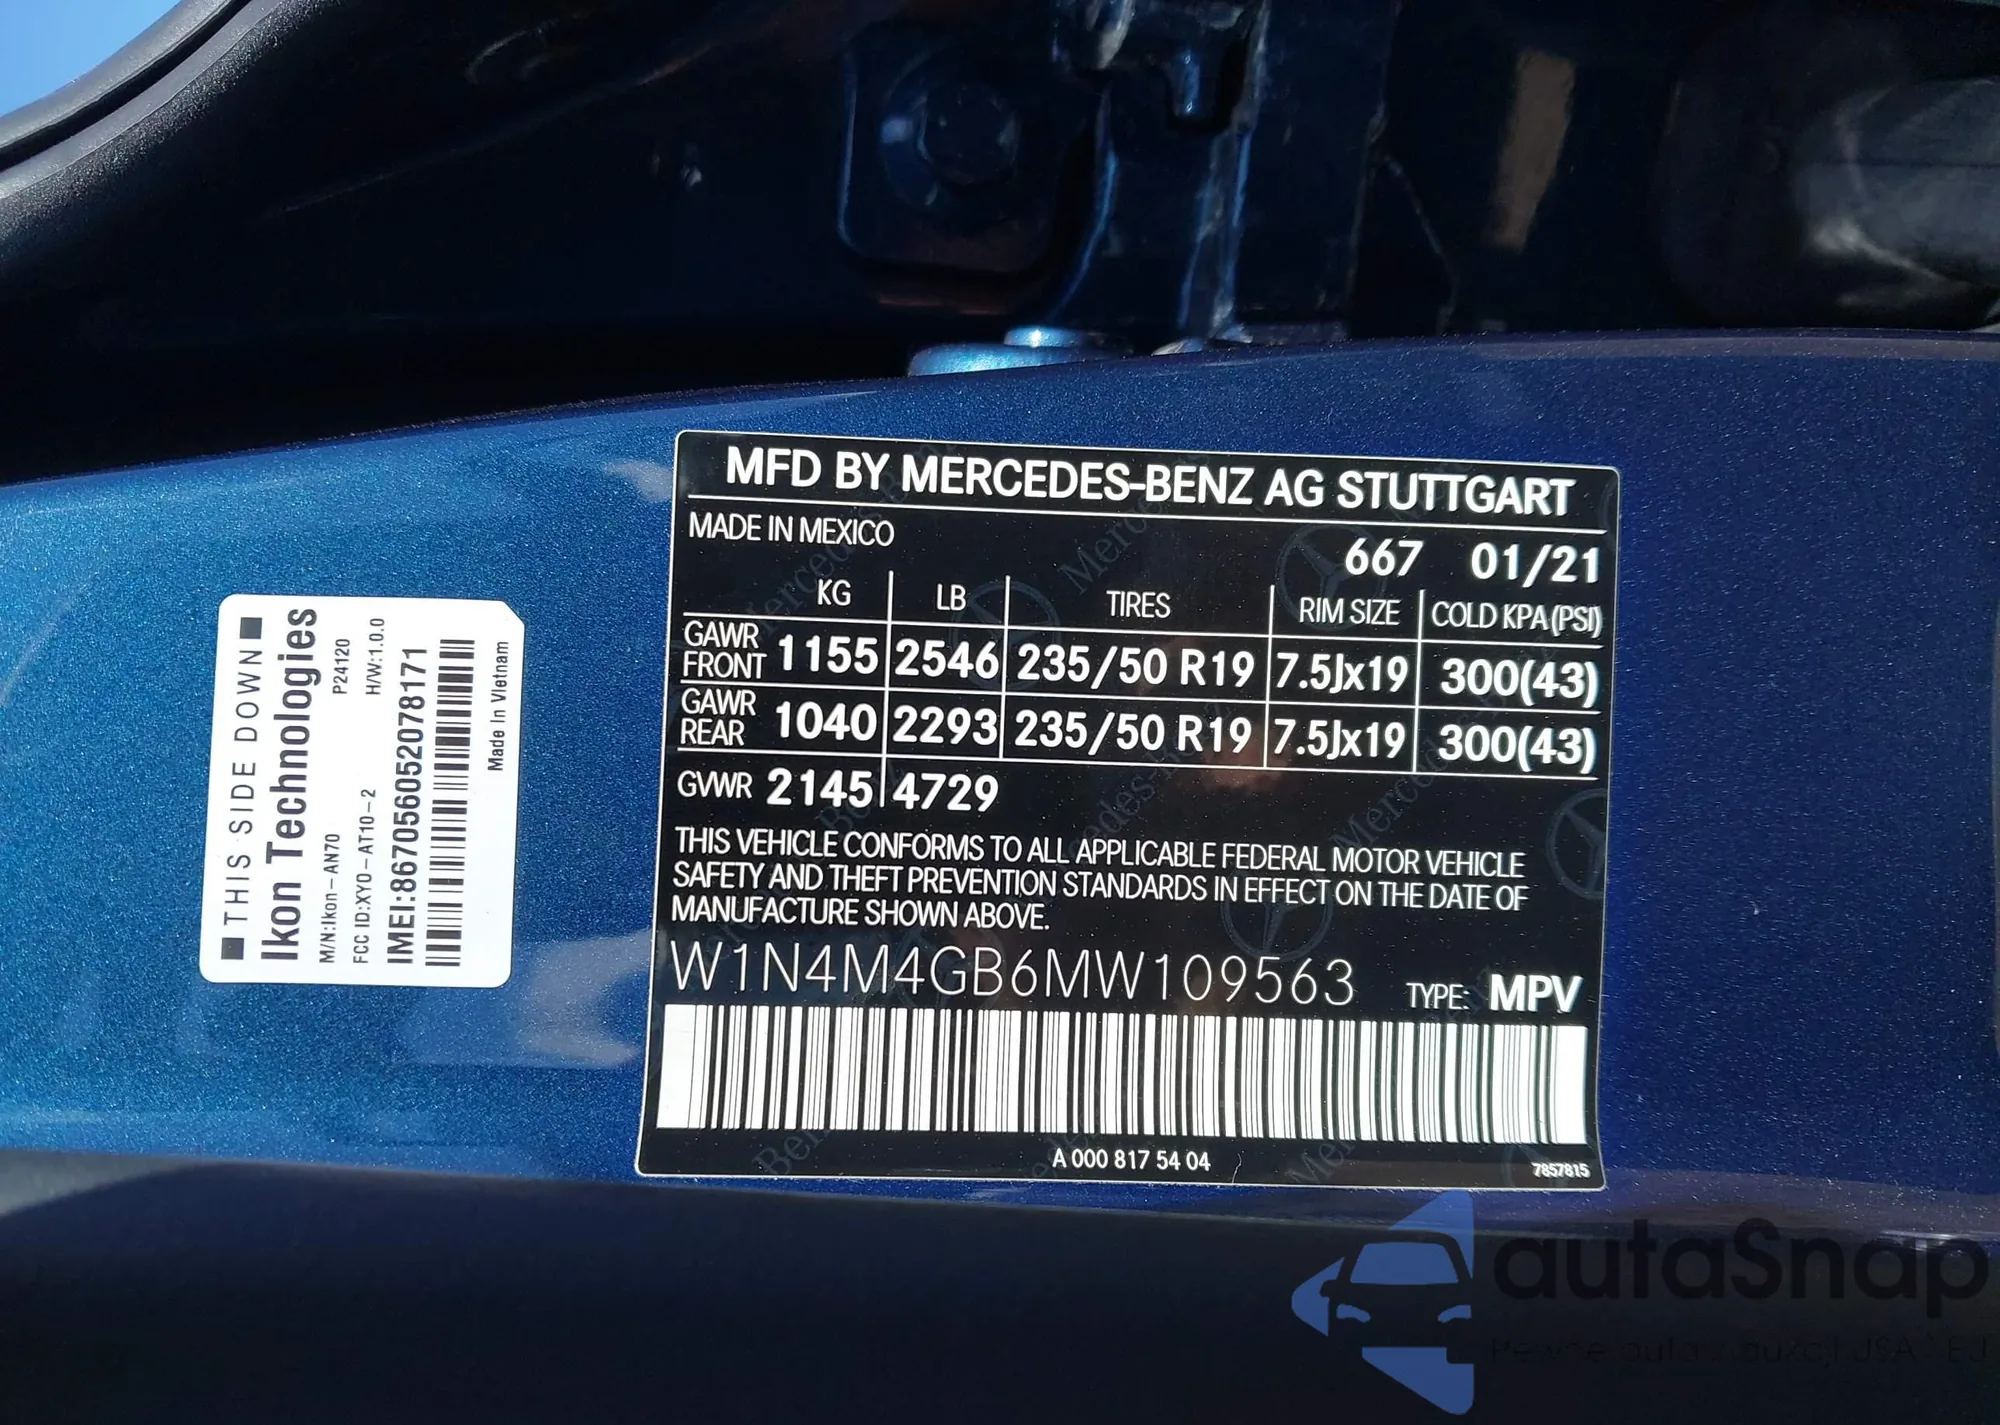 ■ THIS SIDE DOWN ■
Ikon Technologies
M/N:Ikon-AN70 P24120
FCC ID:XYO-AT10-2 H/W:1.0.0
IMEI:867056052078171
Made In Vietnam
MFD BY MERCEDES-BENZ AG STUTTGART
MADE IN MEXICO
667 01/21
KG LB TIRES RIM SIZE COLD KPA (PSI)
GAWR FRONT 1155 2546 235/50 R19 7.5Jx19 300(43)
GAWR REAR 1040 2293 235/50 R19 7.5Jx19 300(43)
GVWR 2145 4729
THIS VEHICLE CONFORMS TO ALL APPLICABLE FEDERAL MOTOR VEHICLE
SAFETY AND THEFT PREVENTION STANDARDS IN EFFECT ON THE DATE OF
MANUFACTURE SHOWN ABOVE.
W1N4M4GB6MW109563 TYPE: MPV
A 000 817 54 04 7857815
autaSnap